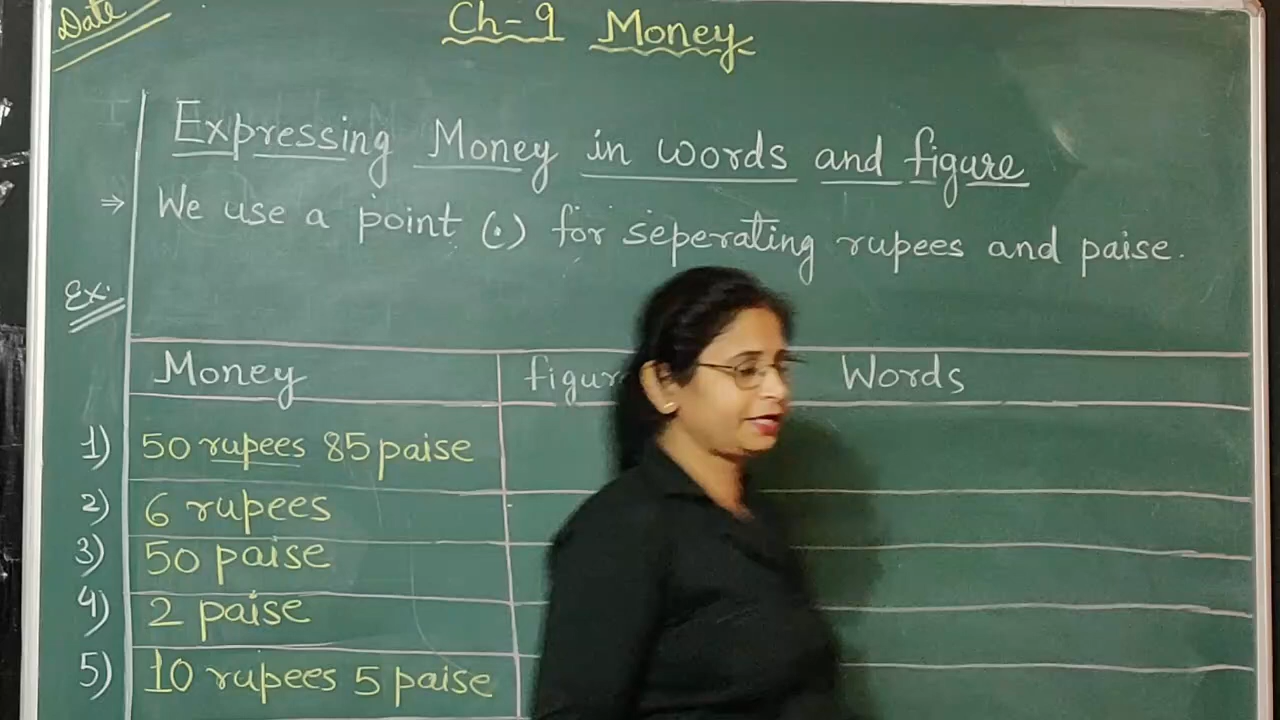 Date
Ch-9 Money
Expressing Money in words and figure
⇒ We use a point (.) for seperating rupees and paise.
Ex:
Money figur Words
1) 50 rupees 85 paise
2) 6 rupees
3) 50 paise
4) 2 paise
5) 10 rupees 5 paise